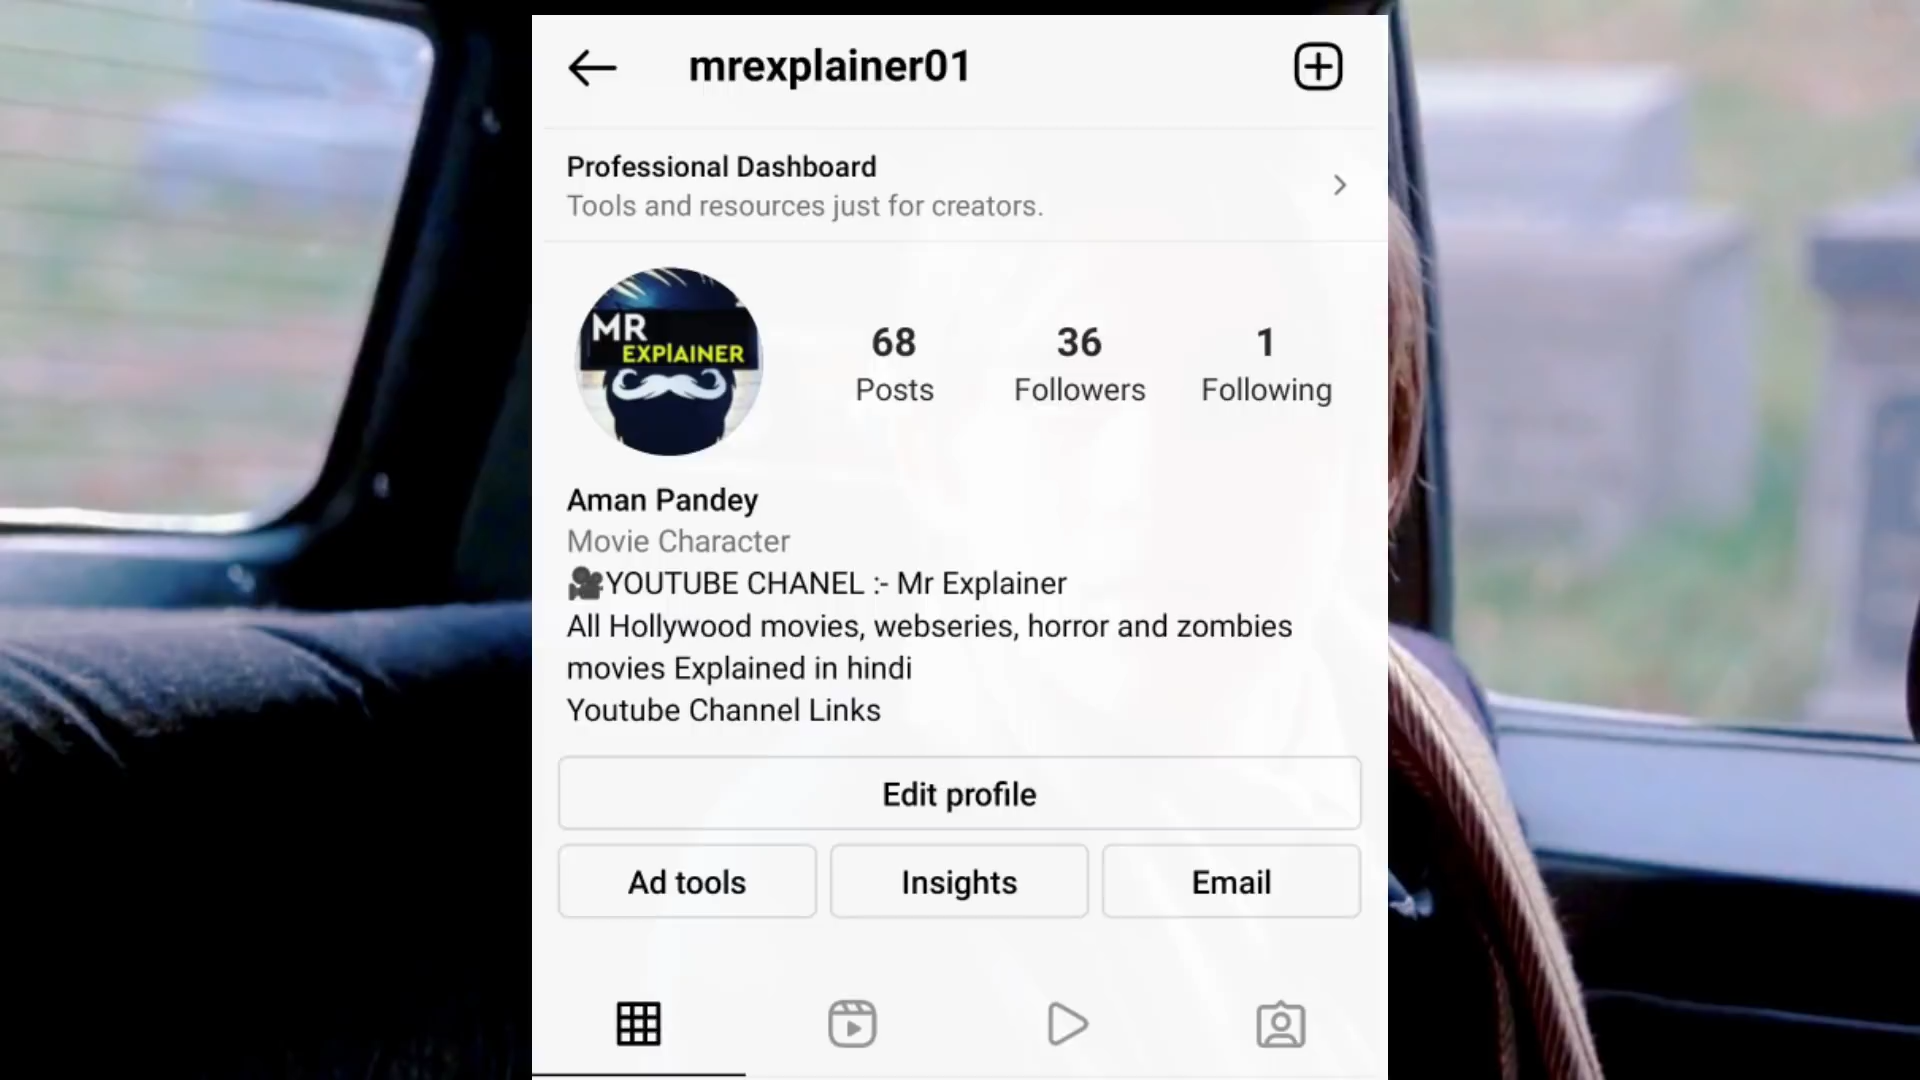 mrexplainer01
Professional Dashboard
Tools and resources just for creators.
MR
EXPlAINER
68
Posts
36
Followers
1
Following
Aman Pandey
Movie Character
🎥YOUTUBE CHANEL :- Mr Explainer
All Hollywood movies, webseries, horror and zombies
movies Explained in hindi
Youtube Channel Links
Edit profile
Ad tools
Insights
Email